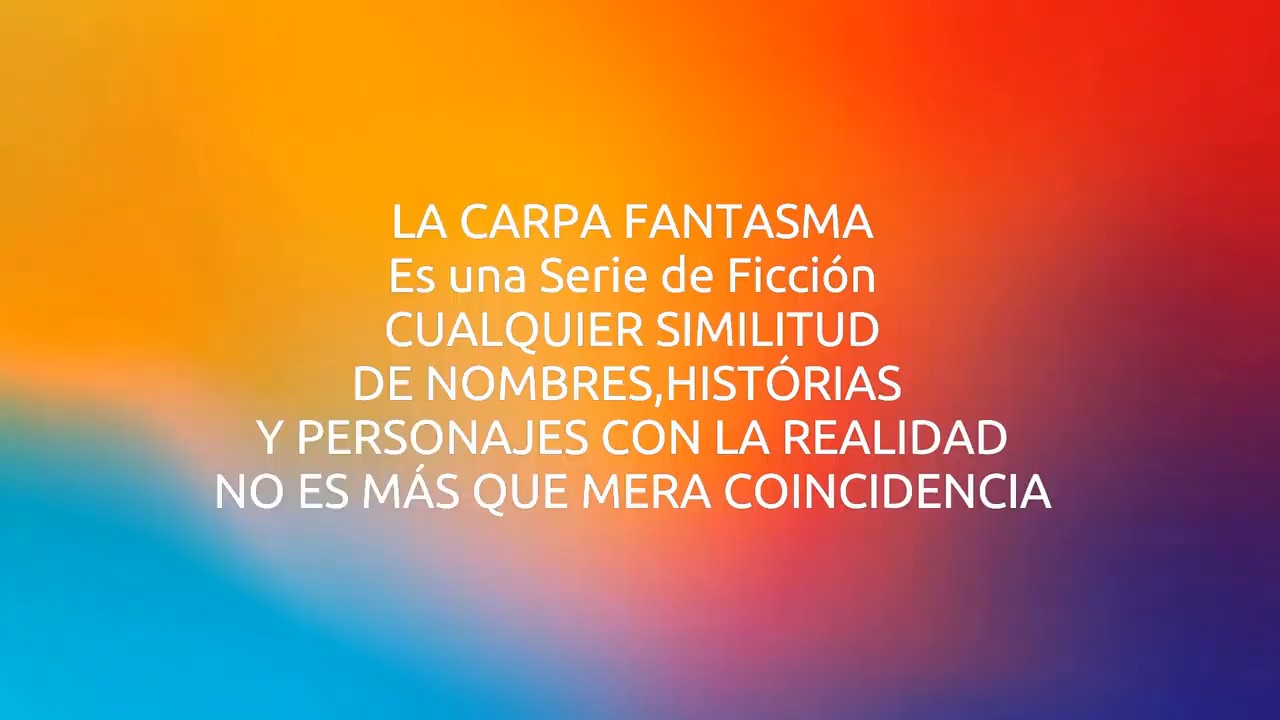 LA CARPA FANTASMA
Es una Serie de Ficción
CUALQUIER SIMILITUD
DE NOMBRES,HISTÓRIAS
Y PERSONAJES CON LA REALIDAD
NO ES MÁS QUE MERA COINCIDENCIA